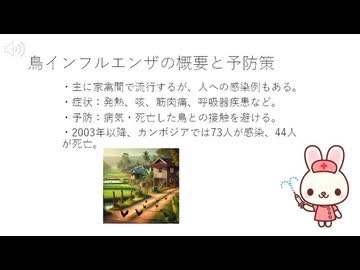 鳥インフルエンザの概要と予防策
・主に家禽間で流行するが、人への感染例もある。
・症状：発熱、咳、筋肉痛、呼吸器疾患など。
・予防：病気・死亡した鳥との接触を避ける。
・2003年以降、カンボジアでは73人が感染、44人
が死亡。